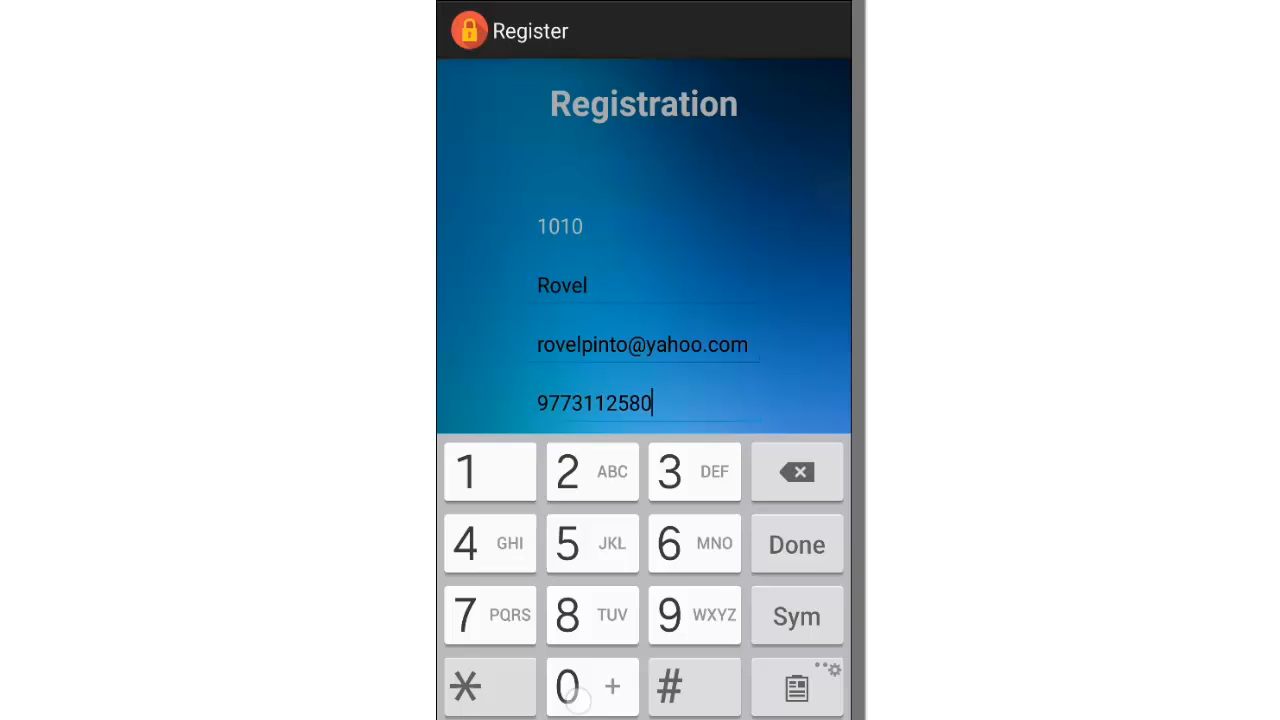 Register
Registration
1010
Rovel
rovelpinto@yahoo.com
9773112580
1 2 ABC 3 DEF
4 GHI 5 JKL 6 MNO Done
7 PQRS 8 TUV 9 WXYZ Sym
* 0 + #